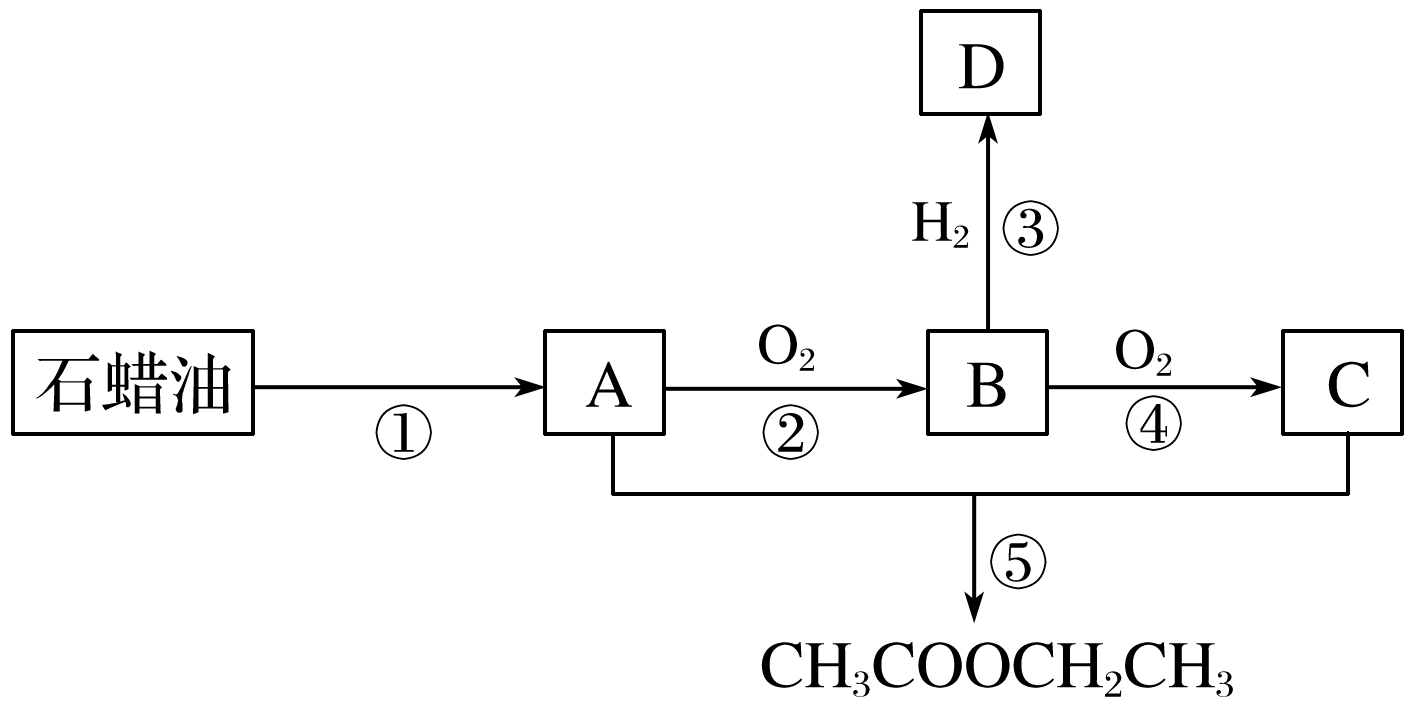 D
H₂ ③
石蜡油 ① A O₂ ② B O₂ ④ C
⑤
CH₃COOCH₂CH₃